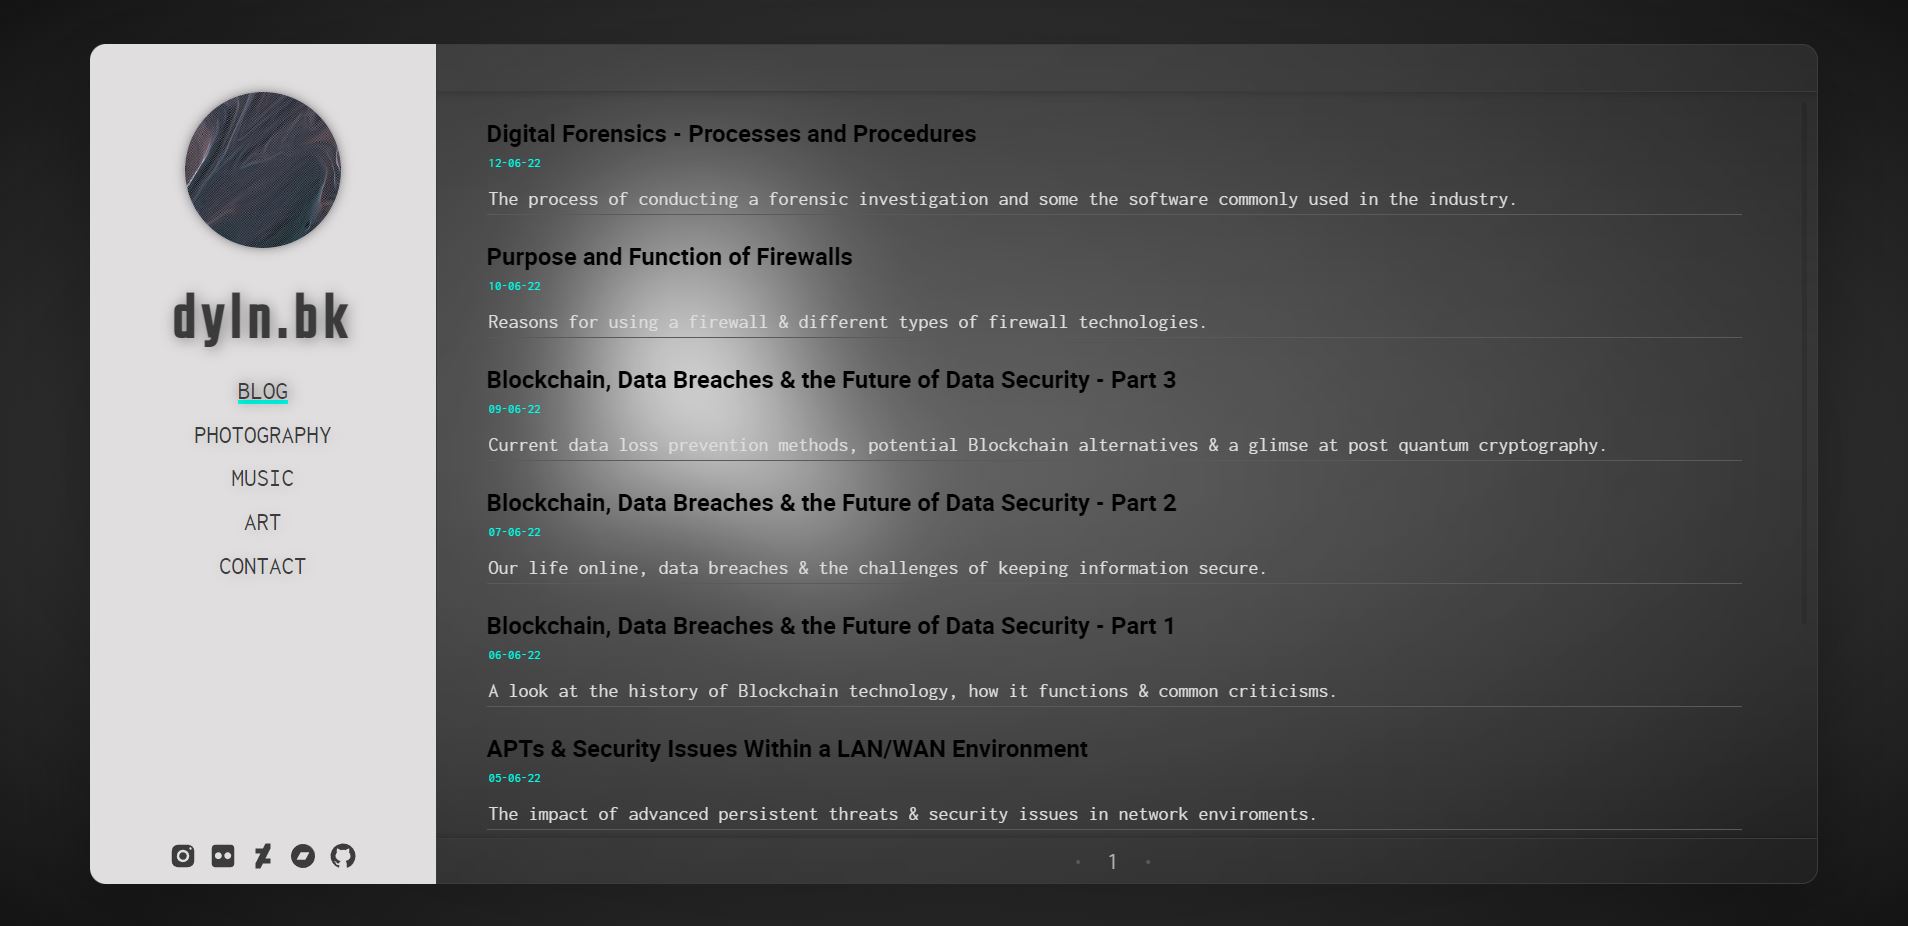 dyln.bk
BLOG
PHOTOGRAPHY
MUSIC
ART
CONTACT
Digital Forensics - Processes and Procedures
12-06-22
The process of conducting a forensic investigation and some the software commonly used in the industry.
Purpose and Function of Firewalls
10-06-22
Reasons for using a firewall & different types of firewall technologies.
Blockchain, Data Breaches & the Future of Data Security - Part 3
09-06-22
Current data loss prevention methods, potential Blockchain alternatives & a glimse at post quantum cryptography.
Blockchain, Data Breaches & the Future of Data Security - Part 2
07-06-22
Our life online, data breaches & the challenges of keeping information secure.
Blockchain, Data Breaches & the Future of Data Security - Part 1
06-06-22
A look at the history of Blockchain technology, how it functions & common criticisms.
APTs & Security Issues Within a LAN/WAN Environment
05-06-22
The impact of advanced persistent threats & security issues in network enviroments.
1